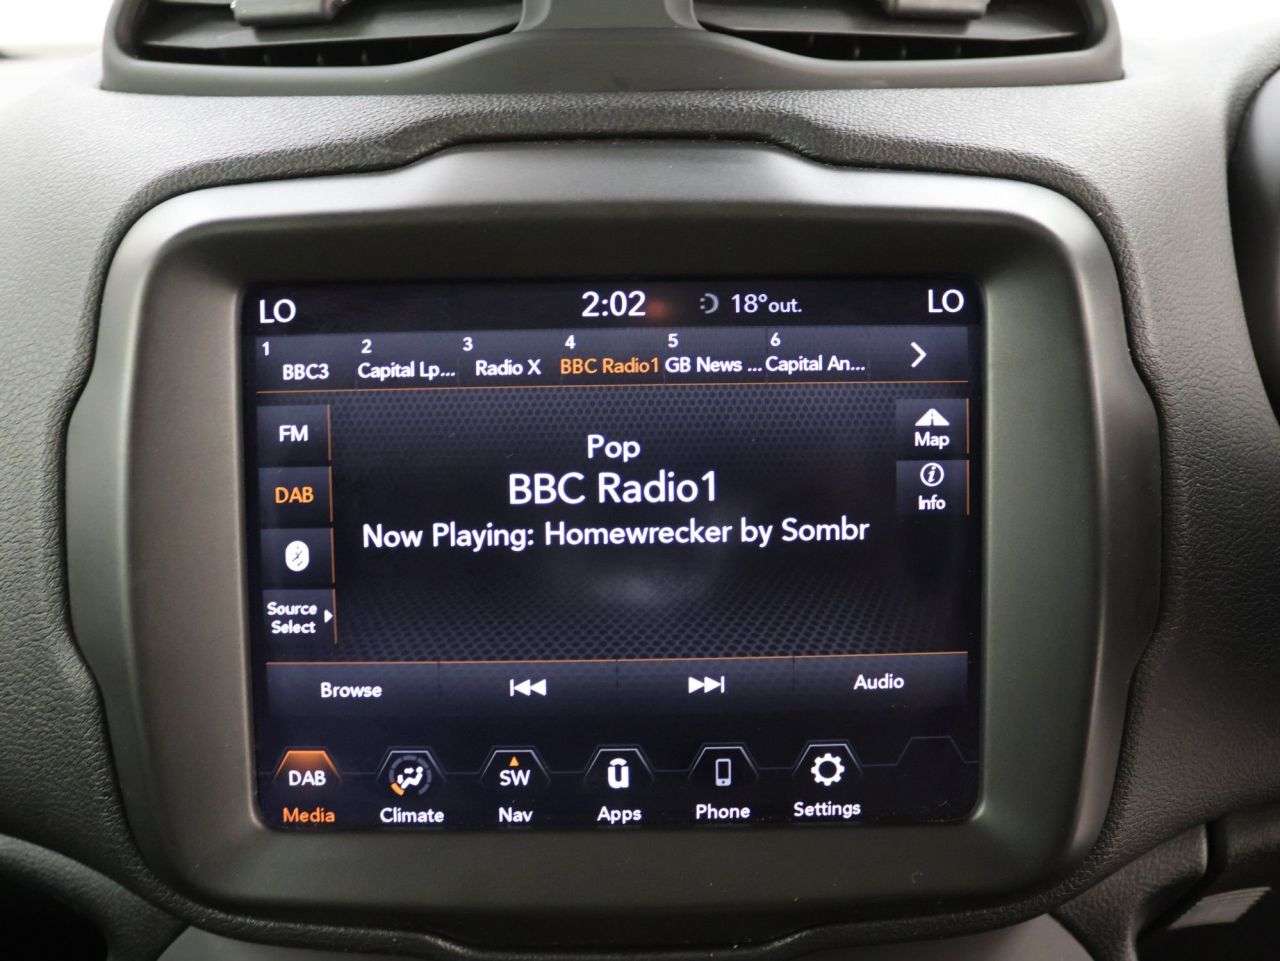 LO 2:02 18° out. LO
1 2 3 4 5 6
BBC3 Capital Lp... Radio X BBC Radio1 GB News ... Capital An...
FM
Map
Pop
DAB
BBC Radio1
Info
Now Playing: Homewrecker by Sombr
Source
Select
Browse Audio
DAB SW ū
Media Climate Nav Apps Phone Settings